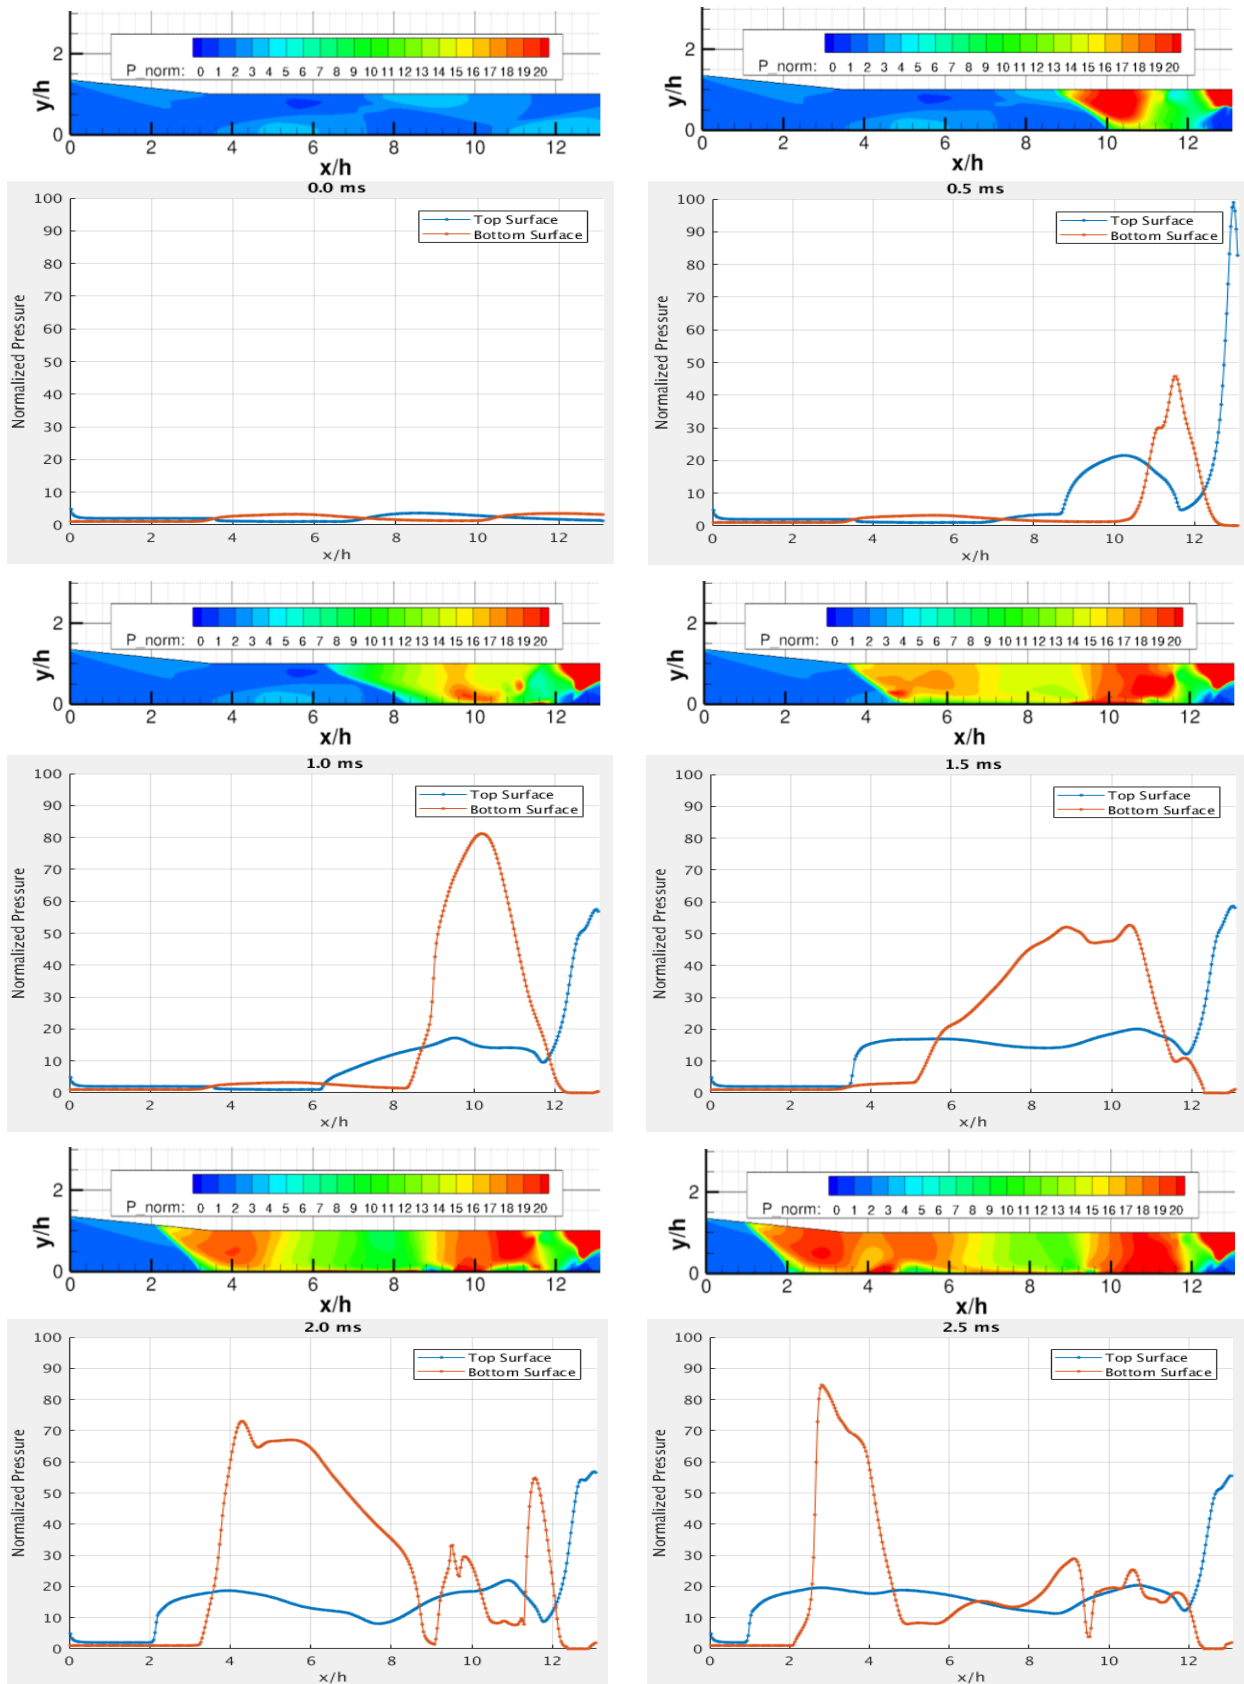 2
y/h
P_norm: 0 1 2 3 4 5 6 7 8 9 10 11 12 13 14 15 16 17 18 19 20
0
0 2 4 6 8 10 12
x/h
2
y/h
P_norm: 0 1 2 3 4 5 6 7 8 9 10 11 12 13 14 15 16 17 18 19 20
0
0 2 4 6 8 10 12
x/h
0.0 ms
100
90
80
70
60
50
40
30
20
10
0
Normalized Pressure
Top Surface
Bottom Surface
0 2 4 6 8 10 12
x/h
0.5 ms
100
90
80
70
60
50
40
30
20
10
0
Normalized Pressure
Top Surface
Bottom Surface
0 2 4 6 8 10 12
x/h
2
y/h
P_norm: 0 1 2 3 4 5 6 7 8 9 10 11 12 13 14 15 16 17 18 19 20
0
0 2 4 6 8 10 12
x/h
2
y/h
P_norm: 0 1 2 3 4 5 6 7 8 9 10 11 12 13 14 15 16 17 18 19 20
0
0 2 4 6 8 10 12
x/h
1.0 ms
100
90
80
70
60
50
40
30
20
10
0
Normalized Pressure
Top Surface
Bottom Surface
0 2 4 6 8 10 12
x/h
1.5 ms
100
90
80
70
60
50
40
30
20
10
0
Normalized Pressure
Top Surface
Bottom Surface
0 2 4 6 8 10 12
x/h
2
y/h
P_norm: 0 1 2 3 4 5 6 7 8 9 10 11 12 13 14 15 16 17 18 19 20
0
0 2 4 6 8 10 12
x/h
2
y/h
P_norm: 0 1 2 3 4 5 6 7 8 9 10 11 12 13 14 15 16 17 18 19 20
0
0 2 4 6 8 10 12
x/h
2.0 ms
100
90
80
70
60
50
40
30
20
10
0
Normalized Pressure
Top Surface
Bottom Surface
0 2 4 6 8 10 12
x/h
2.5 ms
100
90
80
70
60
50
40
30
20
10
0
Normalized Pressure
Top Surface
Bottom Surface
0 2 4 6 8 10 12
x/h